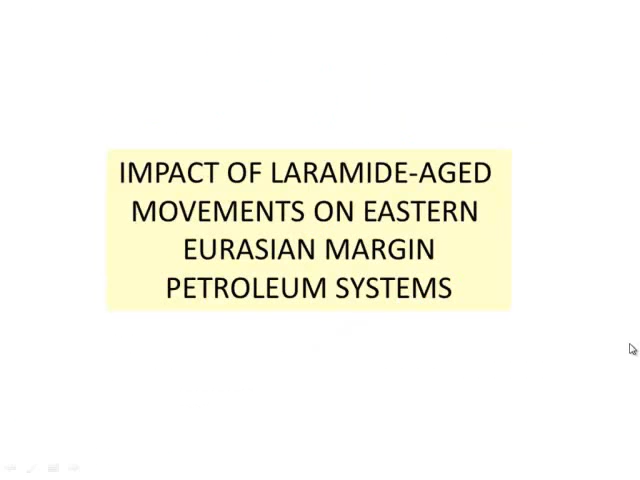 IMPACT OF LARAMIDE-AGED
MOVEMENTS ON EASTERN
EURASIAN MARGIN
PETROLEUM SYSTEMS